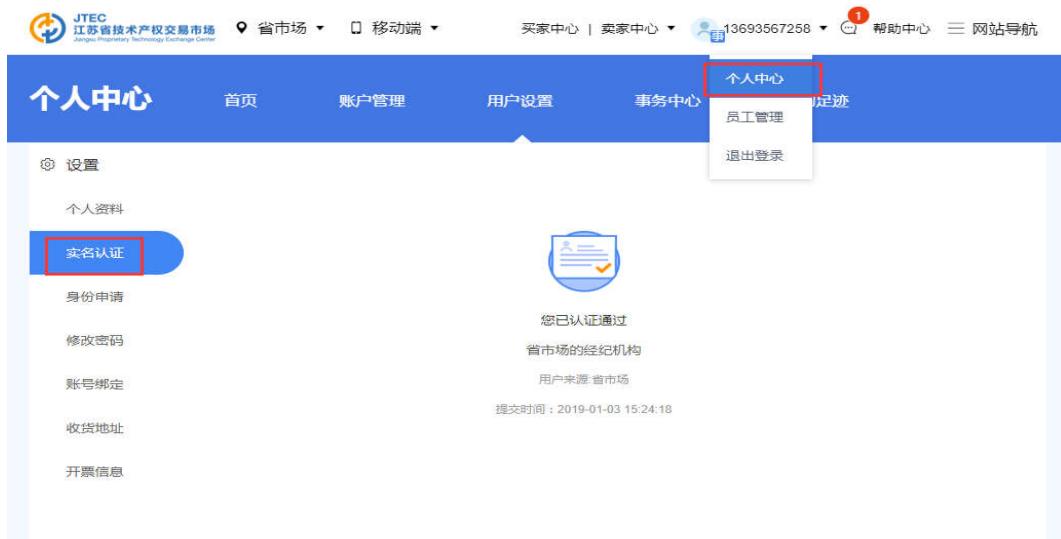 JTEC
江苏省技术产权交易市场
Jiangsu Proprietary Technology Exchange Center
省市场
移动端
买家中心 | 卖家中心
事
13693567258
1
帮助中心
网站导航
个人中心
首页
账户管理
用户设置
事务中心
足迹
个人中心
员工管理
退出登录
设置
个人资料
实名认证
身份申请
修改密码
账号绑定
收货地址
开票信息
您已认证通过
省市场的经纪机构
用户来源:省市场
提交时间：2019-01-03 15:24:18